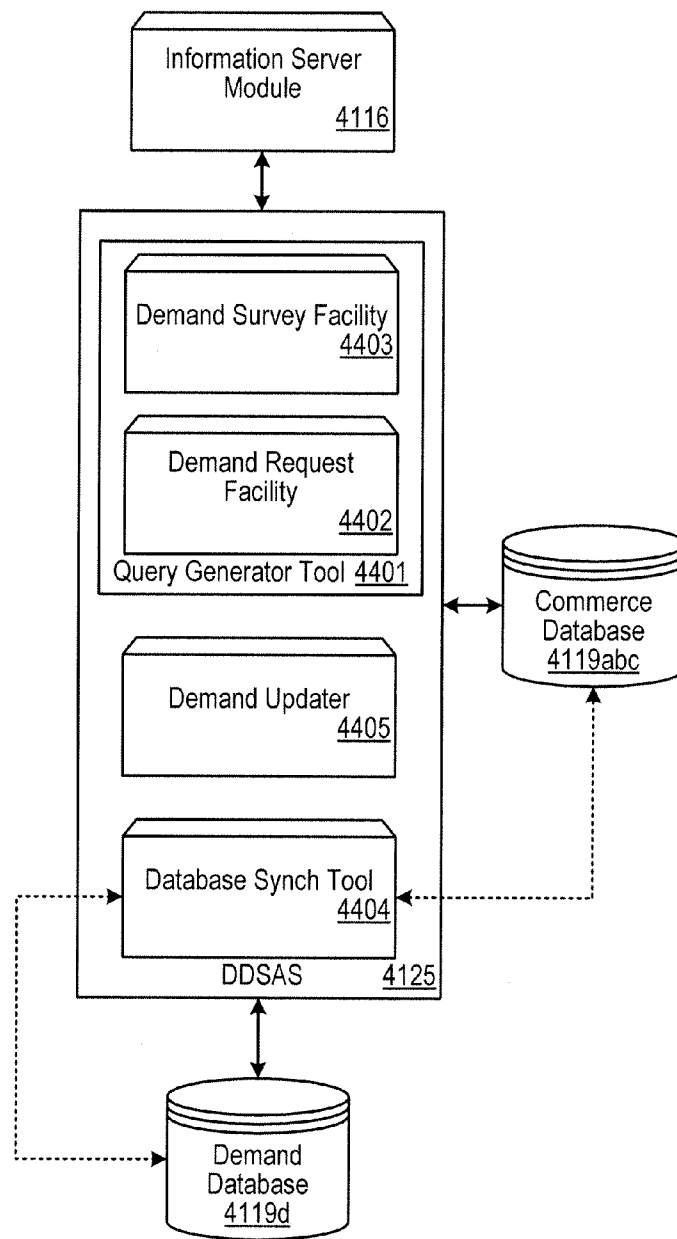 Information Server
Module
4116
Demand Survey Facility
4403
Demand Request
Facility
4402
Query Generator Tool 4401
Commerce
Database
4119abc
Demand Updater
4405
Database Synch Tool
4404
DDSAS 4125
Demand
Database
4119d